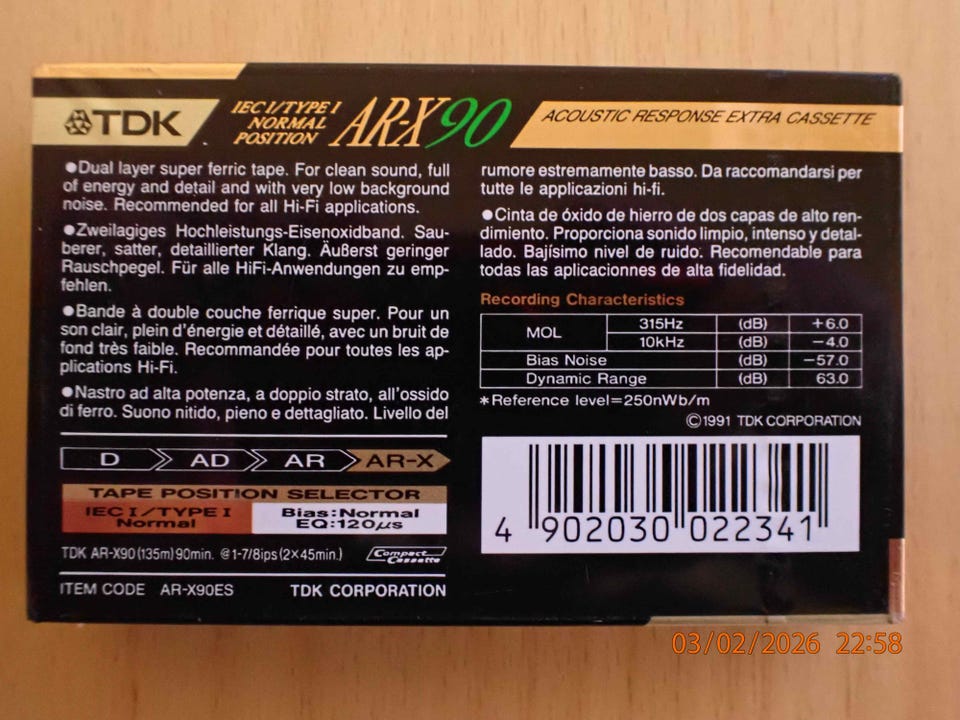 TDK
IEC I/TYPE I
NORMAL
POSITION
AR-X 90
ACOUSTIC RESPONSE EXTRA CASSETTE
●Dual layer super ferric tape. For clean sound, full
of energy and detail and with very low background
noise. Recommended for all Hi-Fi applications.
●Zweilagiges Hochleistungs-Eisenoxidband. Sau-
berer, satter, detaillierter Klang. Äußerst geringer
Rauschpegel. Für alle HiFi-Anwendungen zu emp-
fehlen.
●Bande à double couche ferrique super. Pour un
son clair, plein d'énergie et détaillé, avec un bruit de
fond très faible. Recommandée pour toutes les ap-
plications Hi-Fi.
●Nastro ad alta potenza, a doppio strato, all'ossido
di ferro. Suono nitido, pieno e dettagliato. Livello del
rumore estremamente basso. Da raccomandarsi per
tutte le applicazioni hi-fi.
●Cinta de óxido de hierro de dos capas de alto ren-
dimiento. Proporciona sonido limpio, intenso y detal-
lado. Bajísimo nivel de ruido. Recomendable para
todas las aplicacionnes de alta fidelidad.
Recording Characteristics
MOL 315Hz (dB) +6.0
10kHz (dB) −4.0
Bias Noise (dB) −57.0
Dynamic Range (dB) 63.0
*Reference level=250nWb/m
©1991 TDK CORPORATION
D AD AR AR-X
TAPE POSITION SELECTOR
IEC I/TYPE I
Normal
Bias:Normal
EQ:120μs
TDK AR-X90(135m)90min. @1-7/8ips(2×45min.)
Compact
Cassette
ITEM CODE AR-X90ES TDK CORPORATION
4 902030 022341
03/02/2026 22:58